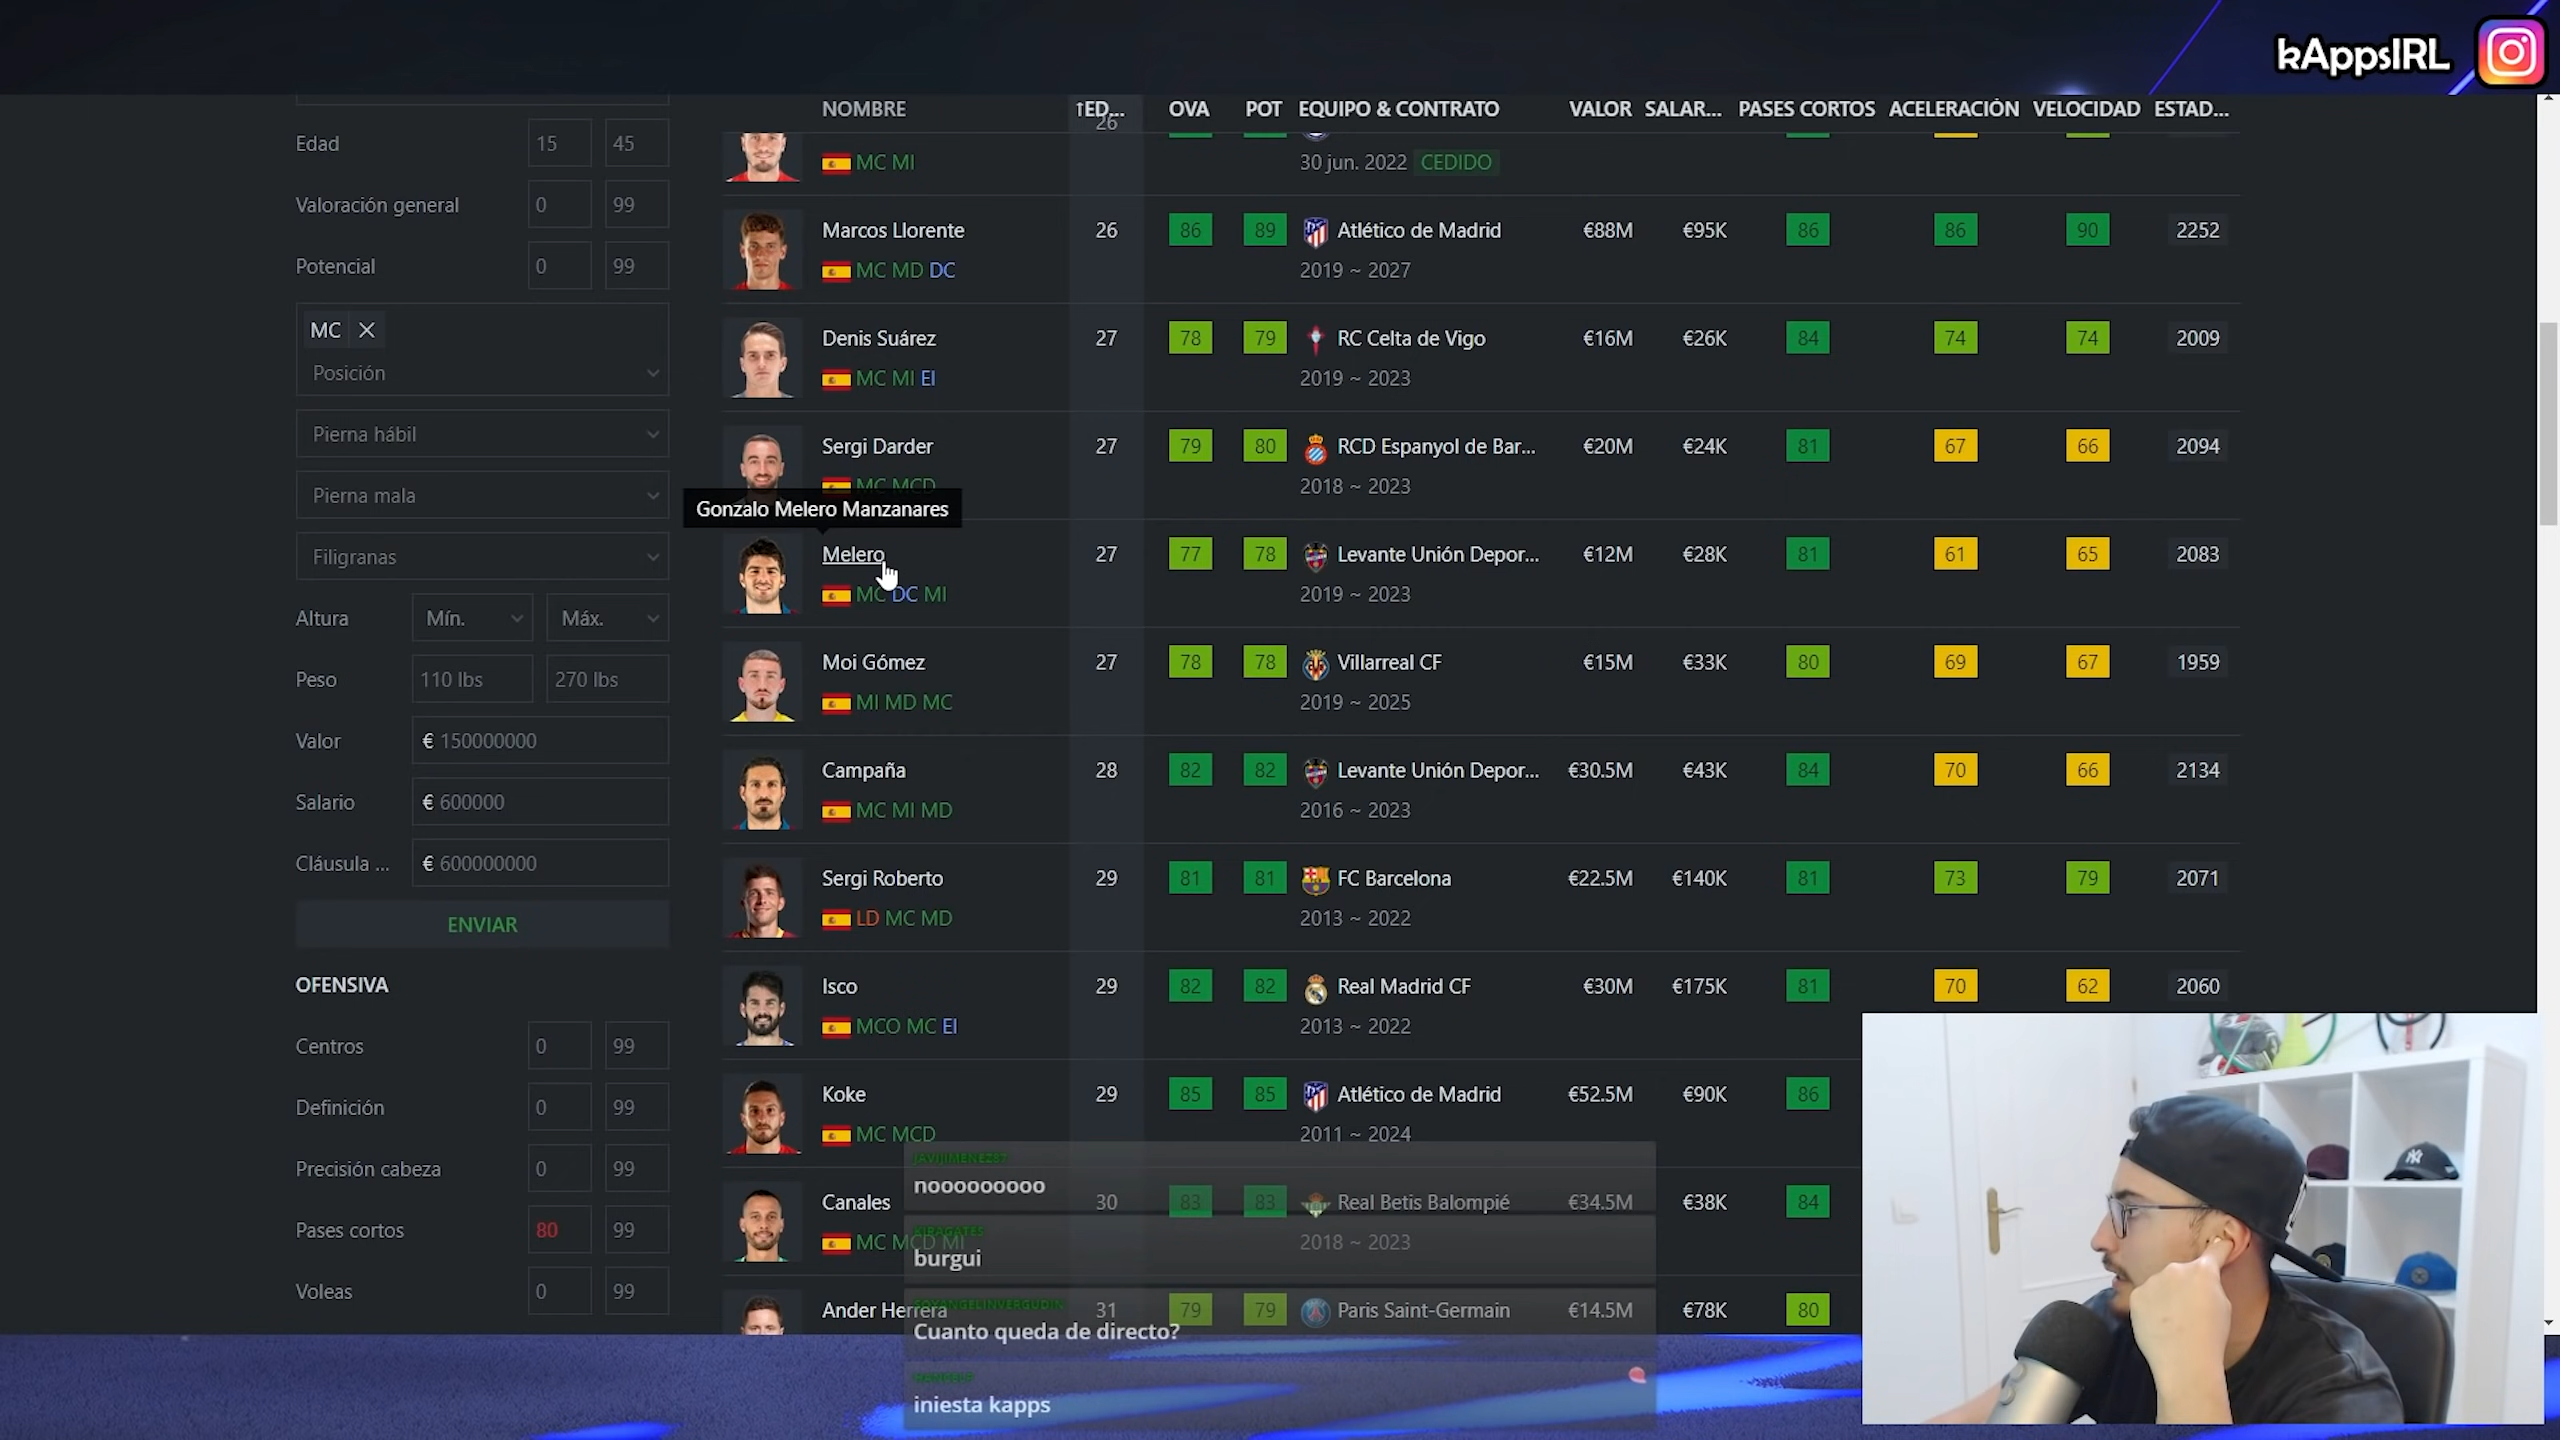 kAppsIRL
NOMBRE ↑ED... OVA POT EQUIPO & CONTRATO VALOR SALAR... PASES CORTOS ACELERACIÓN VELOCIDAD ESTAD...
26
MC MI 30 jun. 2022 CEDIDO
Edad 15 45
Valoración general 0 99
Potencial 0 99
MC ×
Posición
Pierna hábil
Pierna mala
Filigranas
Altura Mín. Máx.
Peso 110 lbs 270 lbs
Valor € 150000000
Salario € 600000
Cláusula ... € 600000000
ENVIAR
OFENSIVA
Centros 0 99
Definición 0 99
Precisión cabeza 0 99
Pases cortos 80 99
Voleas 0 99
Marcos Llorente 26 86 89 Atlético de Madrid €88M €95K 86 86 90 2252
MC MD DC 2019 ~ 2027
Denis Suárez 27 78 79 RC Celta de Vigo €16M €26K 84 74 74 2009
MC MI EI 2019 ~ 2023
Sergi Darder 27 79 80 RCD Espanyol de Bar... €20M €24K 81 67 66 2094
MC MCD 2018 ~ 2023
Gonzalo Melero Manzanares
Melero 27 77 78 Levante Unión Depor... €12M €28K 81 61 65 2083
MC DC MI 2019 ~ 2023
Moi Gómez 27 78 78 Villarreal CF €15M €33K 80 69 67 1959
MI MD MC 2019 ~ 2025
Campaña 28 82 82 Levante Unión Depor... €30.5M €43K 84 70 66 2134
MC MI MD 2016 ~ 2023
Sergi Roberto 29 81 81 FC Barcelona €22.5M €140K 81 73 79 2071
LD MC MD 2013 ~ 2022
Isco 29 82 82 Real Madrid CF €30M €175K 81 70 62 2060
MCO MC EI 2013 ~ 2022
Koke 29 85 85 Atlético de Madrid €52.5M €90K 86
MC MCD 2011 ~ 2024
Canales 30 83 83 Real Betis Balompié €34.5M €38K 84
MC MCD MI 2018 ~ 2023
Ander Herrera 31 79 79 Paris Saint-Germain €14.5M €78K 80
nooooooooo
burgui
Cuanto queda de directo?
iniesta kapps